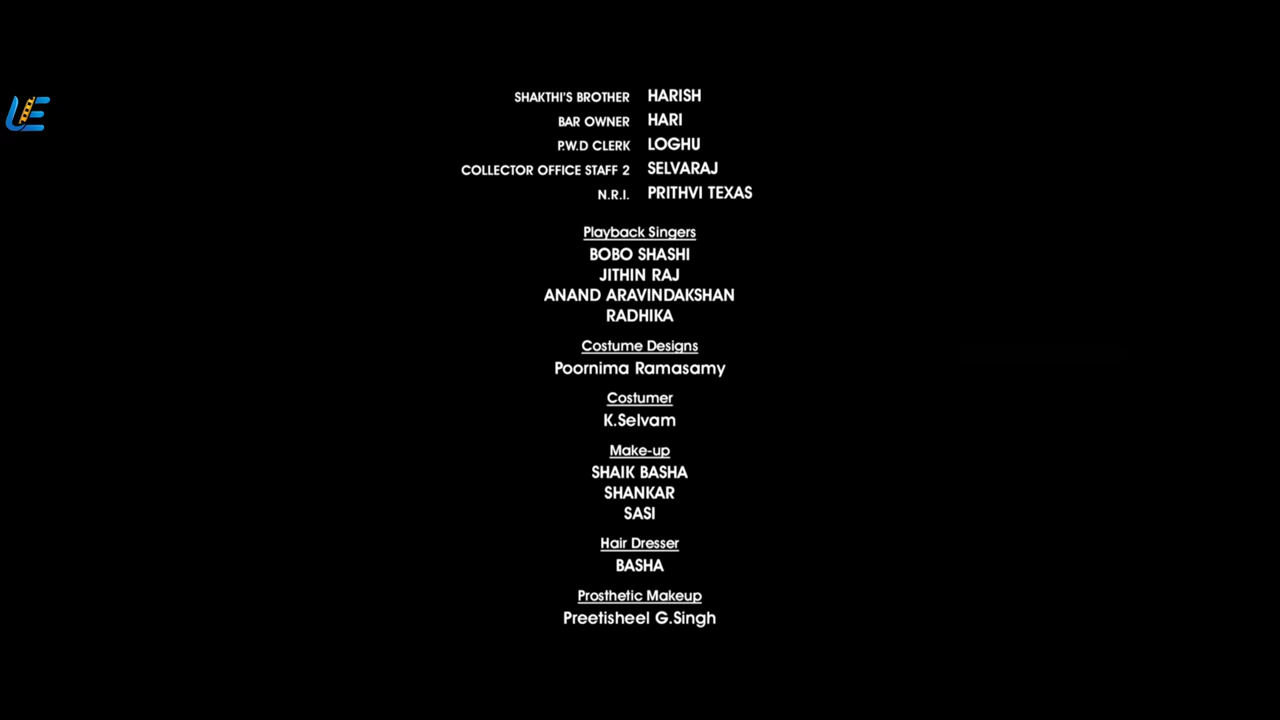 UE
SHAKTHI'S BROTHER HARISH
BAR OWNER HARI
P.W.D CLERK LOGHU
COLLECTOR OFFICE STAFF 2 SELVARAJ
N.R.I. PRITHVI TEXAS
Playback Singers
BOBO SHASHI
JITHIN RAJ
ANAND ARAVINDAKSHAN
RADHIKA
Costume Designs
Poornima Ramasamy
Costumer
K.Selvam
Make-up
SHAIK BASHA
SHANKAR
SASI
Hair Dresser
BASHA
Prosthetic Makeup
Preetisheel G.Singh